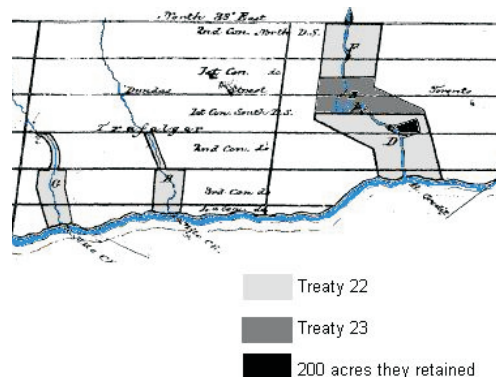 North 38° East
2nd Con. North D.S.
F
1st Con. do
Dundas Street
Toronto
1st Con. South D.S.
Trafalgar
2nd Con. do
D
G
3rd Con. do
R. Credit
Treaty 22
Treaty 23
200 acres they retained